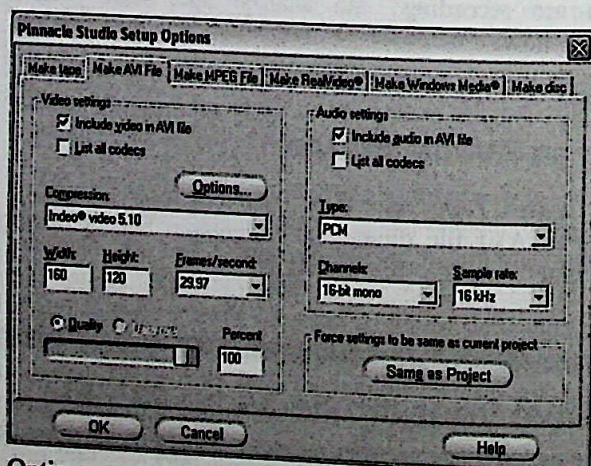 Pinnacle Studio Setup Options
Make tape
Make AVI File
Make MPEG File
Make RealVideo®
Make Windows Media®
Make disc
Video settings
Include video in AVI file
List all codecs
Options...
Compression:
Indeo® video 5.10
Width:
Height:
Frames/second:
160
120
29.97
Quality
Percent
100
Audio settings
Include audio in AVI file
List all codecs
Type:
PCM
Channels:
Sample rate:
16-bit mono
16 kHz
Force settings to be same as current project
Same as Project
OK
Cancel
Help